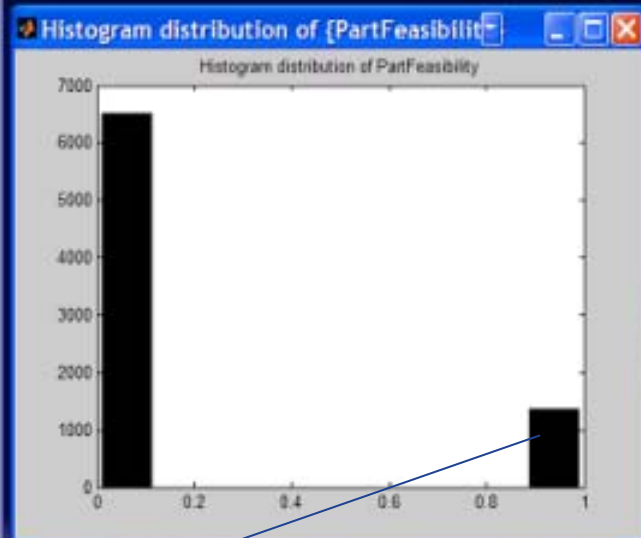 Histogram distribution of {PartFeasibilit
Histogram distribution of PartFeasibility
7000
6000
5000
4000
3000
2000
1000
0
0 0.2 0.4 0.6 0.8 1